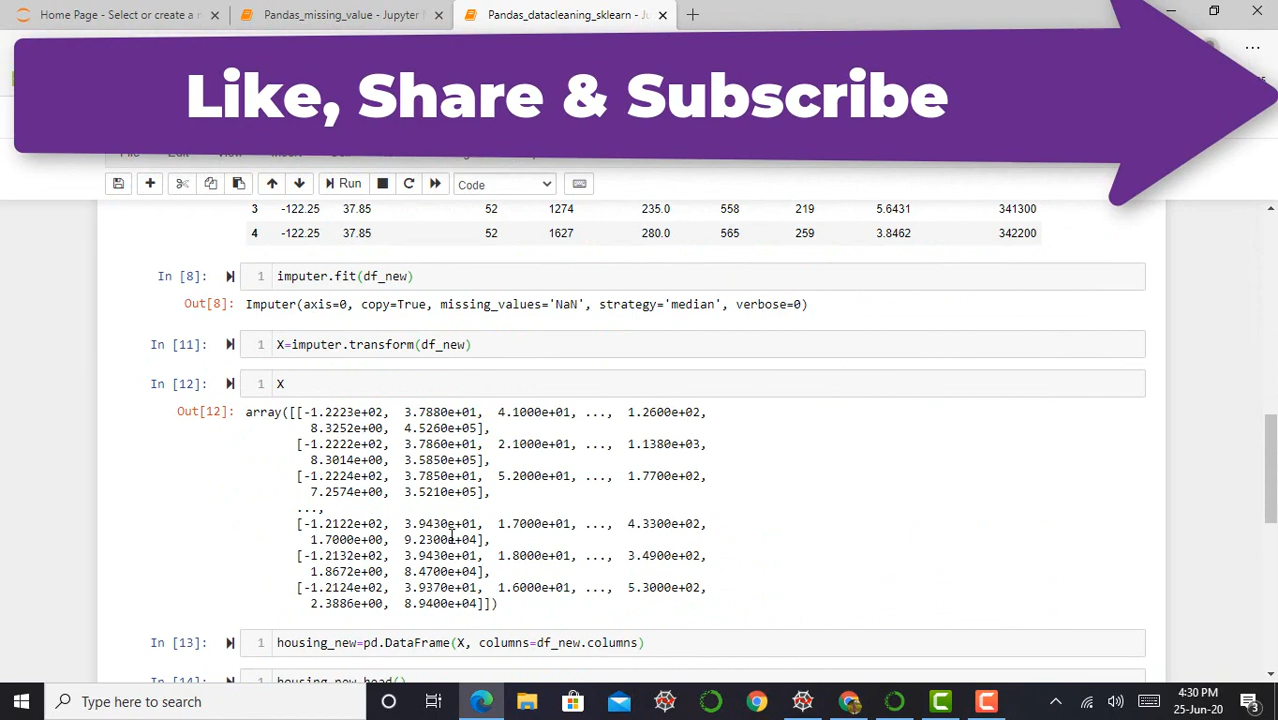 Home Page - Select or create a n
Pandas_missing_value - Jupyter
Pandas_datacleaning_sklearn - Ju
Like, Share & Subscribe
Run
Code
3 -122.25 37.85 52 1274 235.0 558 219 5.6431 341300
4 -122.25 37.85 52 1627 280.0 565 259 3.8462 342200
In [8]: 1 imputer.fit(df_new)
Out[8]: Imputer(axis=0, copy=True, missing_values='NaN', strategy='median', verbose=0)
In [11]: 1 X=imputer.transform(df_new)
In [12]: 1 X
Out[12]: array([[-1.2223e+02, 3.7880e+01, 4.1000e+01, ..., 1.2600e+02,
8.3252e+00, 4.5260e+05],
[-1.2222e+02, 3.7860e+01, 2.1000e+01, ..., 1.1380e+03,
8.3014e+00, 3.5850e+05],
[-1.2224e+02, 3.7850e+01, 5.2000e+01, ..., 1.7700e+02,
7.2574e+00, 3.5210e+05],
...,
[-1.2122e+02, 3.9430e+01, 1.7000e+01, ..., 4.3300e+02,
1.7000e+00, 9.2300e+04],
[-1.2132e+02, 3.9430e+01, 1.8000e+01, ..., 3.4900e+02,
1.8672e+00, 8.4700e+04],
[-1.2124e+02, 3.9370e+01, 1.6000e+01, ..., 5.3000e+02,
2.3886e+00, 8.9400e+04]])
In [13]: 1 housing_new=pd.DataFrame(X, columns=df_new.columns)
In [14]: 1 housing_new.head()
Type here to search
4:30 PM
25-Jun-20
3